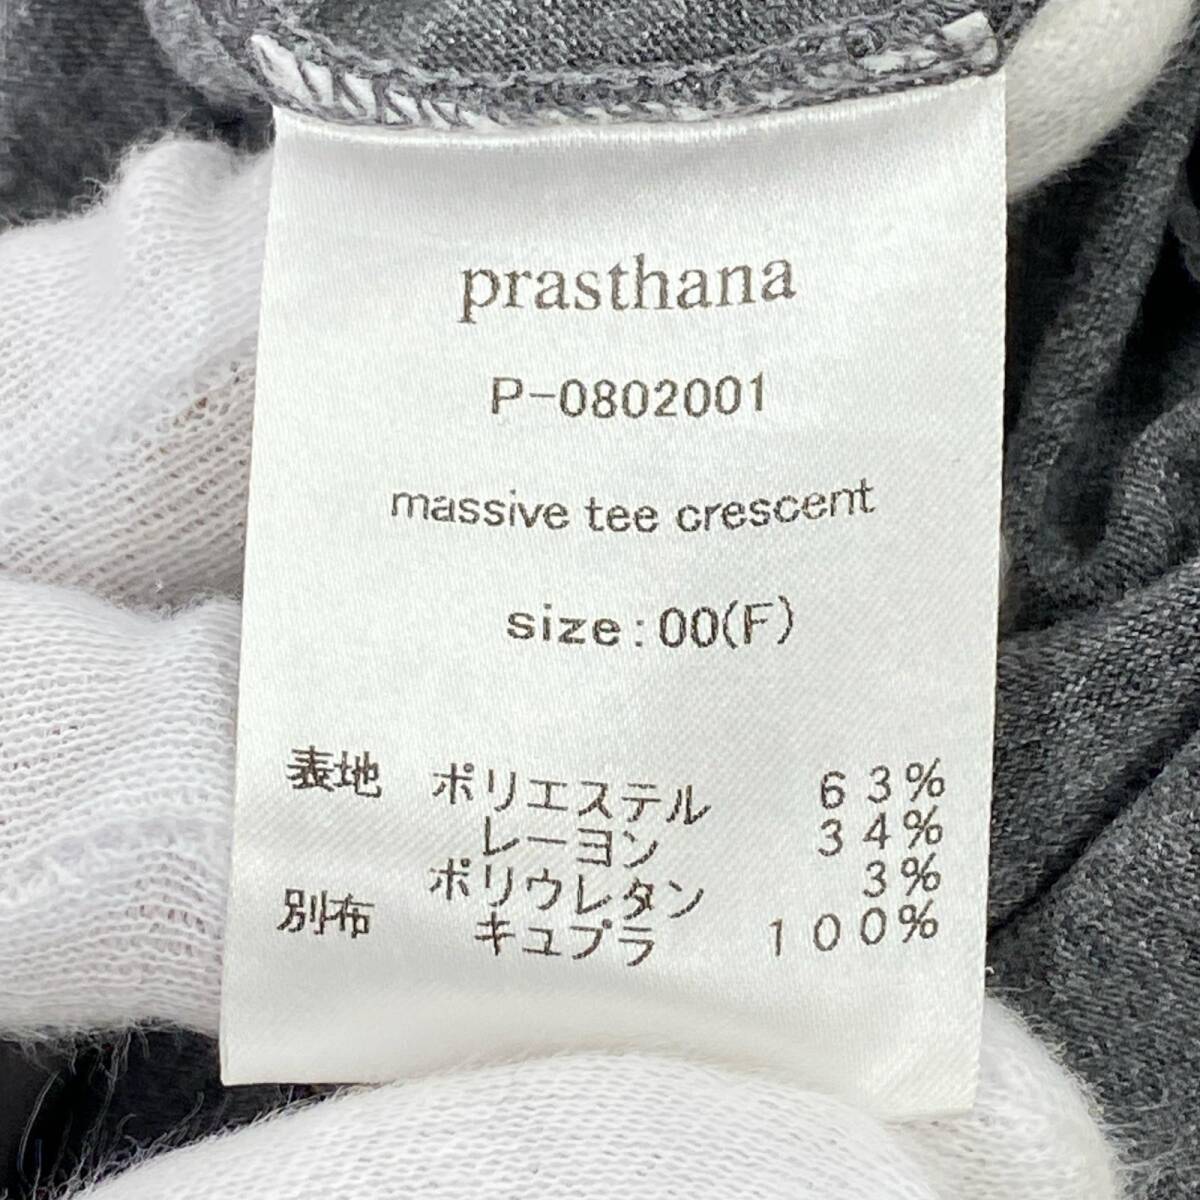 prasthana
P-0802001
massive tee crescent
size:00(F)
表地 ポリエステル 63%
レーヨン 34%
ポリウレタン 3%
別布 キュプラ 100%